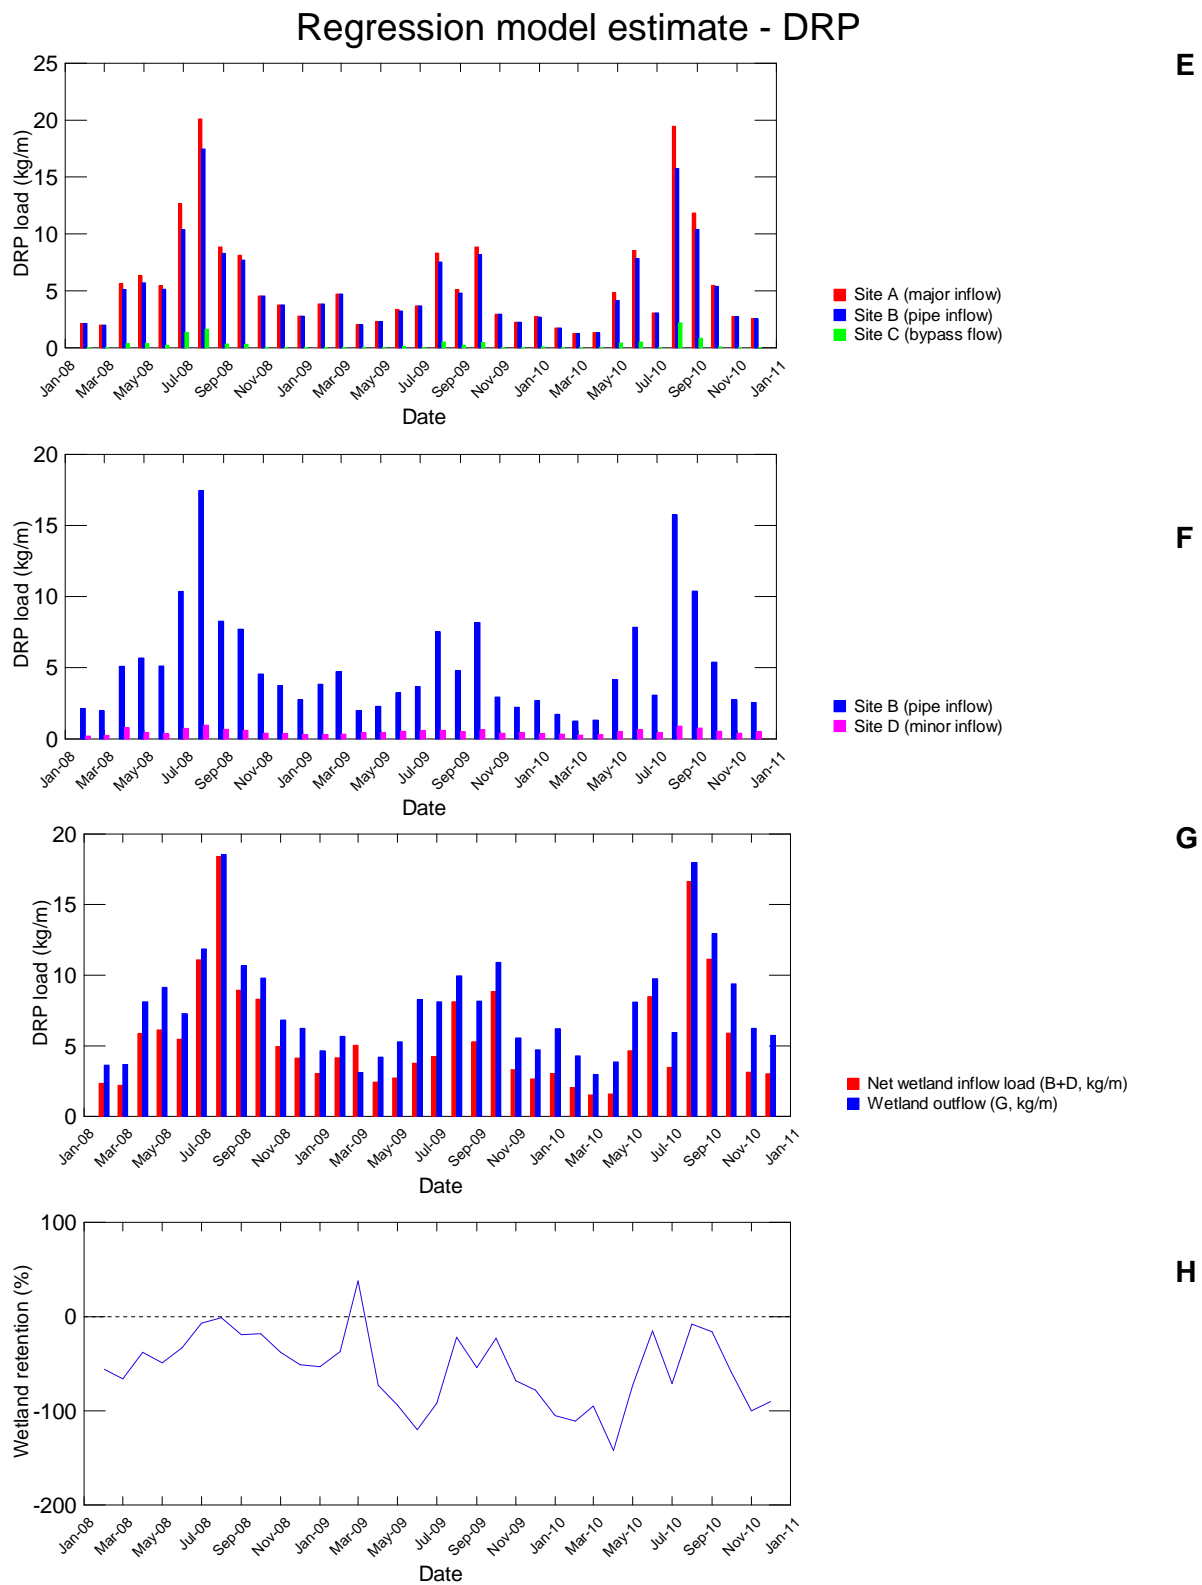 Regression model estimate - DRP
E
25
20
15
10
5
0
DRP load (kg/m)
Jan-08
Mar-08
May-08
Jul-08
Sep-08
Nov-08
Jan-09
Mar-09
May-09
Jul-09
Sep-09
Nov-09
Jan-10
Mar-10
May-10
Jul-10
Sep-10
Nov-10
Jan-11
Date
Site A (major inflow)
Site B (pipe inflow)
Site C (bypass flow)
F
20
15
10
5
0
DRP load (kg/m)
Jan-08
Mar-08
May-08
Jul-08
Sep-08
Nov-08
Jan-09
Mar-09
May-09
Jul-09
Sep-09
Nov-09
Jan-10
Mar-10
May-10
Jul-10
Sep-10
Nov-10
Jan-11
Date
Site B (pipe inflow)
Site D (minor inflow)
G
20
15
10
5
0
DRP load (kg/m)
Jan-08
Mar-08
May-08
Jul-08
Sep-08
Nov-08
Jan-09
Mar-09
May-09
Jul-09
Sep-09
Nov-09
Jan-10
Mar-10
May-10
Jul-10
Sep-10
Nov-10
Jan-11
Date
Net wetland inflow load (B+D, kg/m)
Wetland outflow (G, kg/m)
H
100
0
-100
-200
Wetland retention (%)
Jan-08
Mar-08
May-08
Jul-08
Sep-08
Nov-08
Jan-09
Mar-09
May-09
Jul-09
Sep-09
Nov-09
Jan-10
Mar-10
May-10
Jul-10
Sep-10
Nov-10
Jan-11
Date